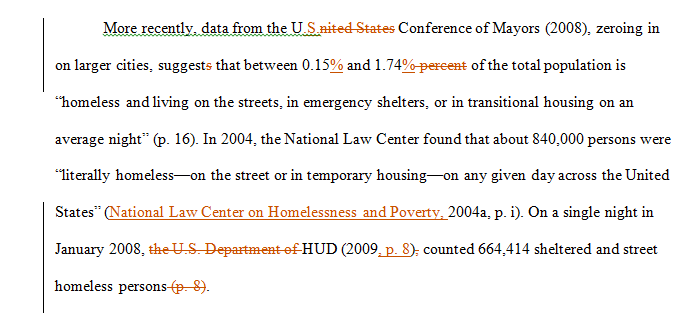 More recently, data from the U.S.nited States Conference of Mayors (2008), zeroing in
on larger cities, suggests that between 0.15% and 1.74% percent of the total population is
“homeless and living on the streets, in emergency shelters, or in transitional housing on an
average night” (p. 16). In 2004, the National Law Center found that about 840,000 persons were
“literally homeless—on the street or in temporary housing—on any given day across the United
States” (National Law Center on Homelessness and Poverty, 2004a, p. i). On a single night in
January 2008, the U.S. Department of HUD (2009, p. 8), counted 664,414 sheltered and street
homeless persons (p. 8).